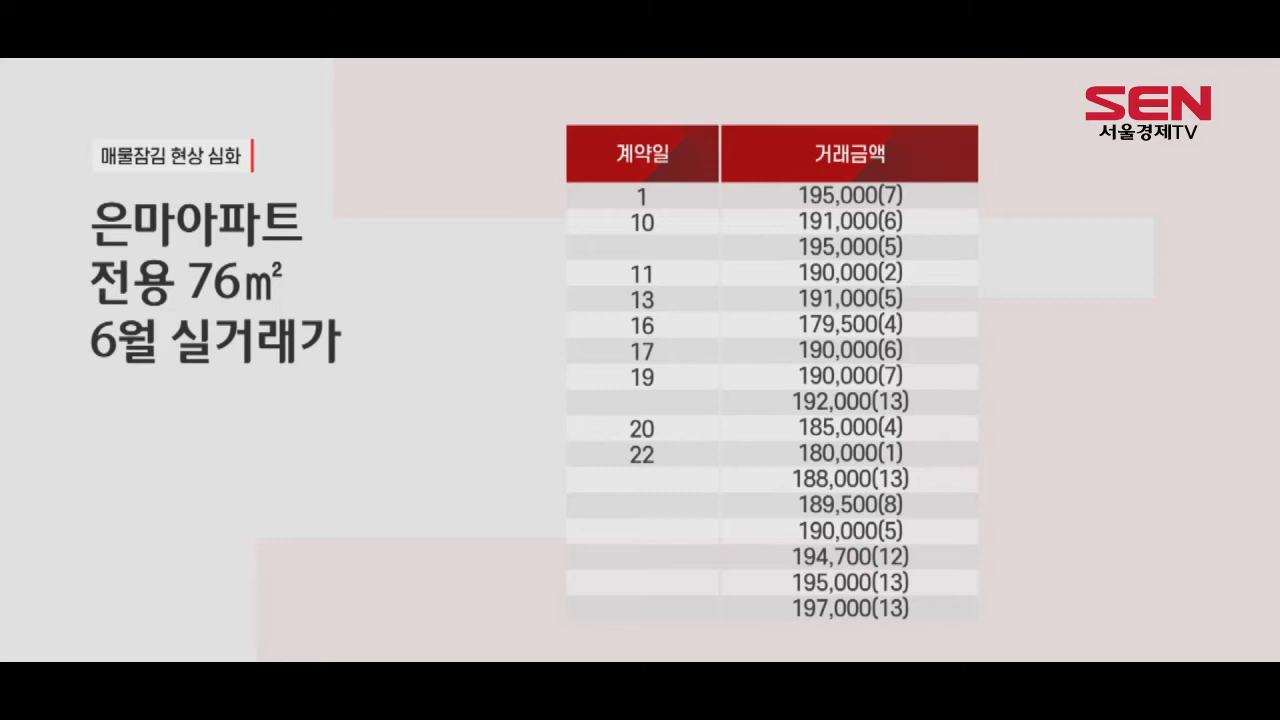 SEN
서울경제TV
매물잠김 현상 심화
은마아파트
전용 76㎡
6월 실거래가
계약일 거래금액
1 195,000(7)
10 191,000(6)
195,000(5)
11 190,000(2)
13 191,000(5)
16 179,500(4)
17 190,000(6)
19 190,000(7)
192,000(13)
20 185,000(4)
22 180,000(1)
188,000(13)
189,500(8)
190,000(5)
194,700(12)
195,000(13)
197,000(13)